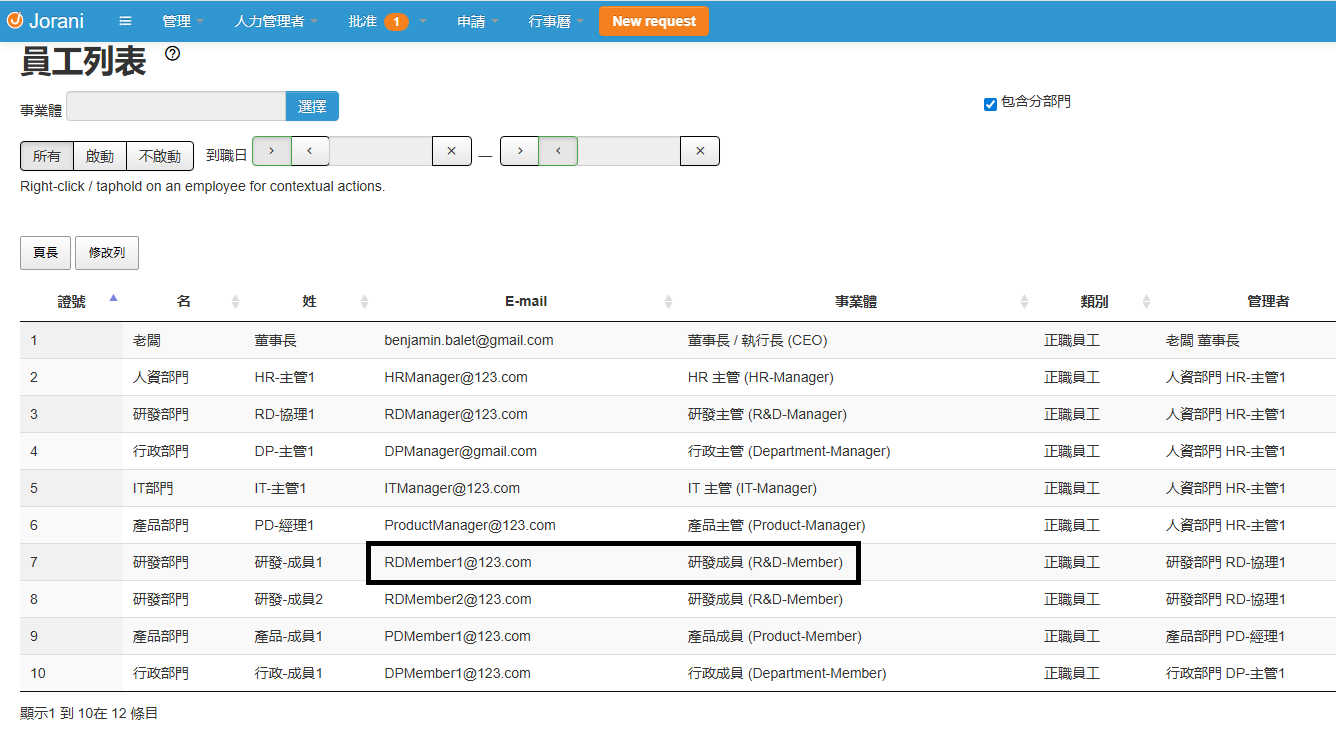 Jorani 管理 人力管理者 批准 1 申請 行事曆 New request
員工列表
事業體 選擇 包含分部門
所有 啟動 不啟動 到職日 > < × — > < ×
Right-click / taphold on an employee for contextual actions.
頁長 修改列
證號 名 姓 E-mail 事業體 類別 管理者
1 老闆 董事長 benjamin.balet@gmail.com 董事長 / 執行長 (CEO) 正職員工 老闆 董事長
2 人資部門 HR-主管1 HRManager@123.com HR 主管 (HR-Manager) 正職員工 人資部門 HR-主管1
3 研發部門 RD-協理1 RDManager@123.com 研發主管 (R&D-Manager) 正職員工 人資部門 HR-主管1
4 行政部門 DP-主管1 DPManager@gmail.com 行政主管 (Department-Manager) 正職員工 人資部門 HR-主管1
5 IT部門 IT-主管1 ITManager@123.com IT 主管 (IT-Manager) 正職員工 人資部門 HR-主管1
6 產品部門 PD-經理1 ProductManager@123.com 產品主管 (Product-Manager) 正職員工 人資部門 HR-主管1
7 研發部門 研發-成員1 RDMember1@123.com 研發成員 (R&D-Member) 正職員工 研發部門 RD-協理1
8 研發部門 研發-成員2 RDMember2@123.com 研發成員 (R&D-Member) 正職員工 研發部門 RD-協理1
9 產品部門 產品-成員1 PDMember1@123.com 產品成員 (Product-Member) 正職員工 產品部門 PD-經理1
10 行政部門 行政-成員1 DPMember1@123.com 行政成員 (Department-Member) 正職員工 行政部門 DP-主管1
顯示1 到 10在 12 條目